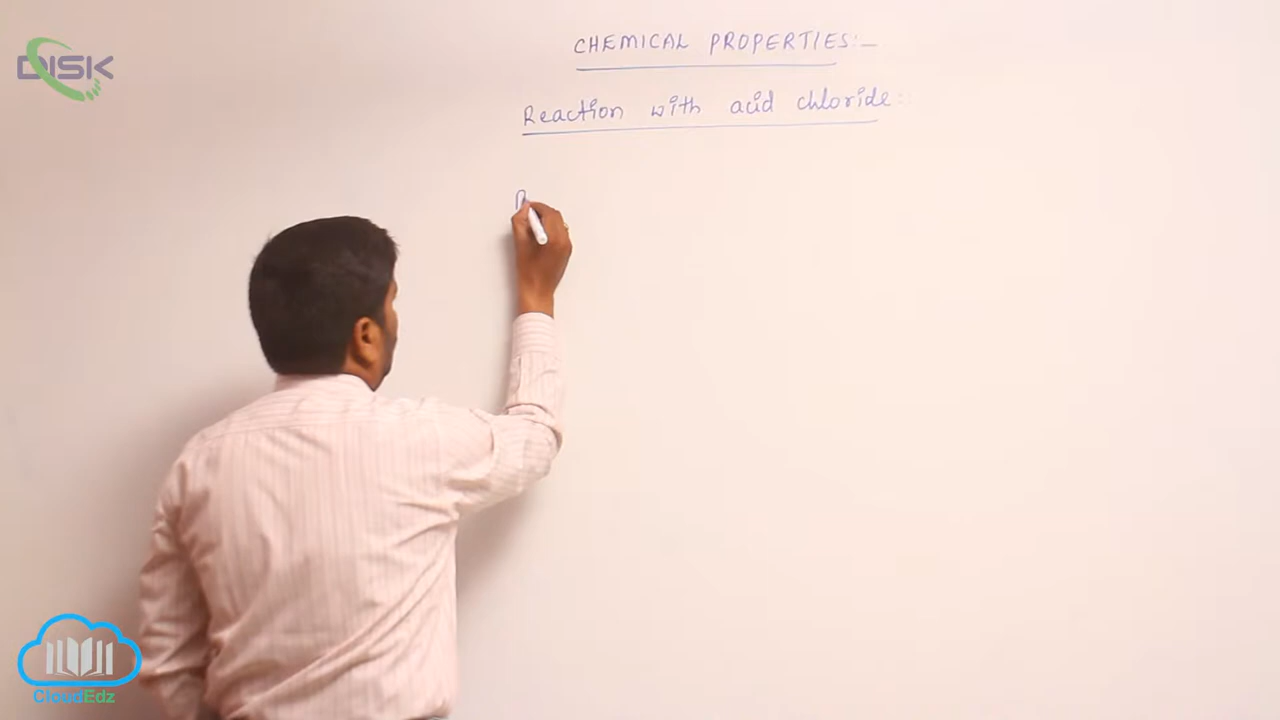 DISK
CHEMICAL PROPERTIES:-
Reaction with acid chloride:
R
CloudEdz